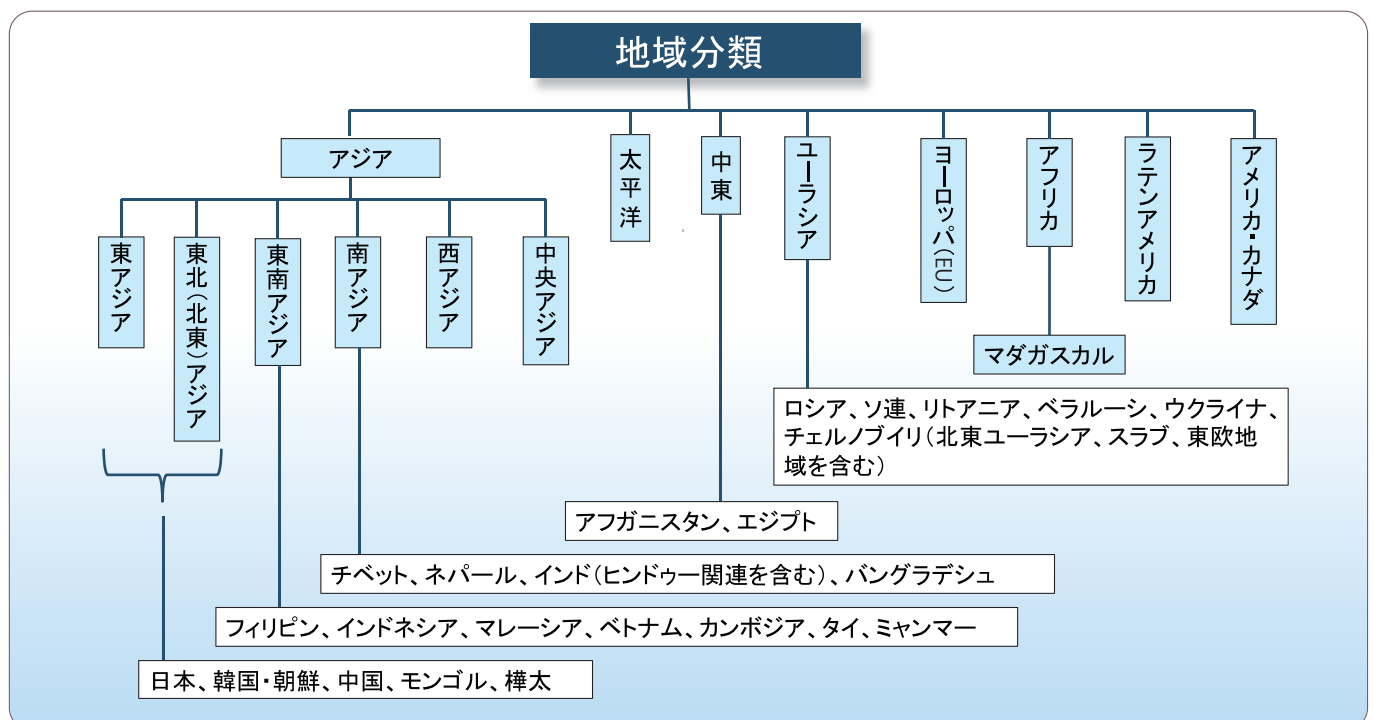 地域分類
アジア
太平洋
中東
ユーラシア
ヨーロッパ(EU)
アフリカ
ラテンアメリカ
アメリカ・カナダ
東アジア
東北(北東)アジア
東南アジア
南アジア
西アジア
中央アジア
マダガスカル
ロシア、ソ連、リトアニア、ベラルーシ、ウクライナ、
チェルノブイリ(北東ユーラシア、スラブ、東欧地
域を含む)
アフガニスタン、エジプト
チベット、ネパール、インド(ヒンドゥー関連を含む)、バングラデシュ
フィリピン、インドネシア、マレーシア、ベトナム、カンボジア、タイ、ミャンマー
日本、韓国・朝鮮、中国、モンゴル、樺太